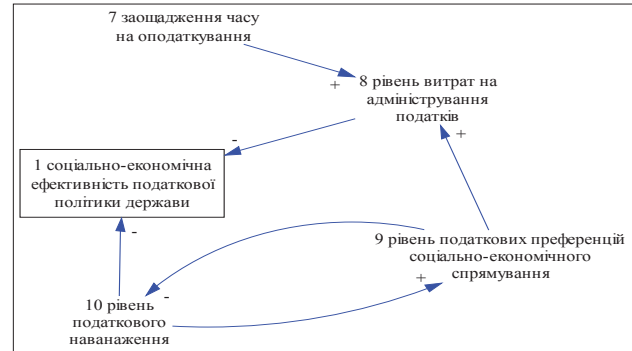 7 заощадження часу
на оподаткування
+
8 рівень витрат на
адміністрування
податків
-
+
1 соціально-економічна
ефективність податкової
політики держави
-
9 рівень податкових преференцій
соціально-економічного
спрямування
+
-
10 рівень
податкового
наванаження